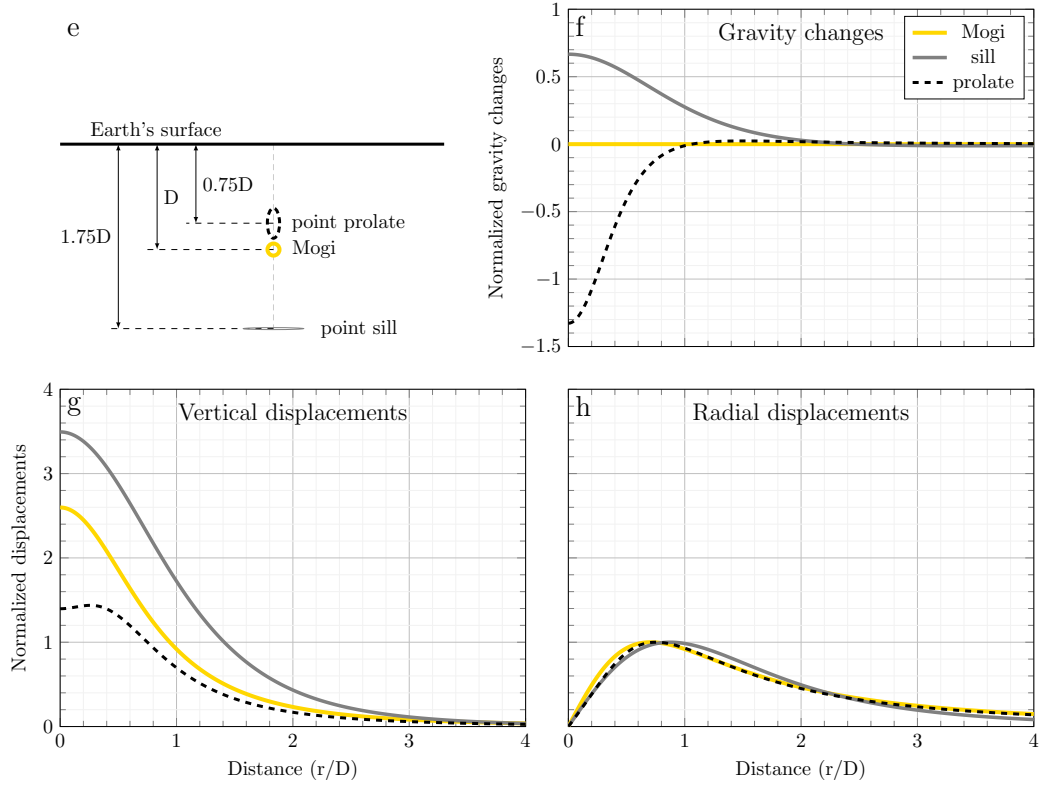 e
Earth's surface
0.75D
D
1.75D
point prolate
Mogi
point sill
f
Gravity changes
Mogi
sill
prolate
Normalized gravity changes
1
0.5
0
−0.5
−1
−1.5
g
Vertical displacements
Normalized displacements
4
3
2
1
0
0 1 2 3 4
Distance (r/D)
h
Radial displacements
0 1 2 3 4
Distance (r/D)